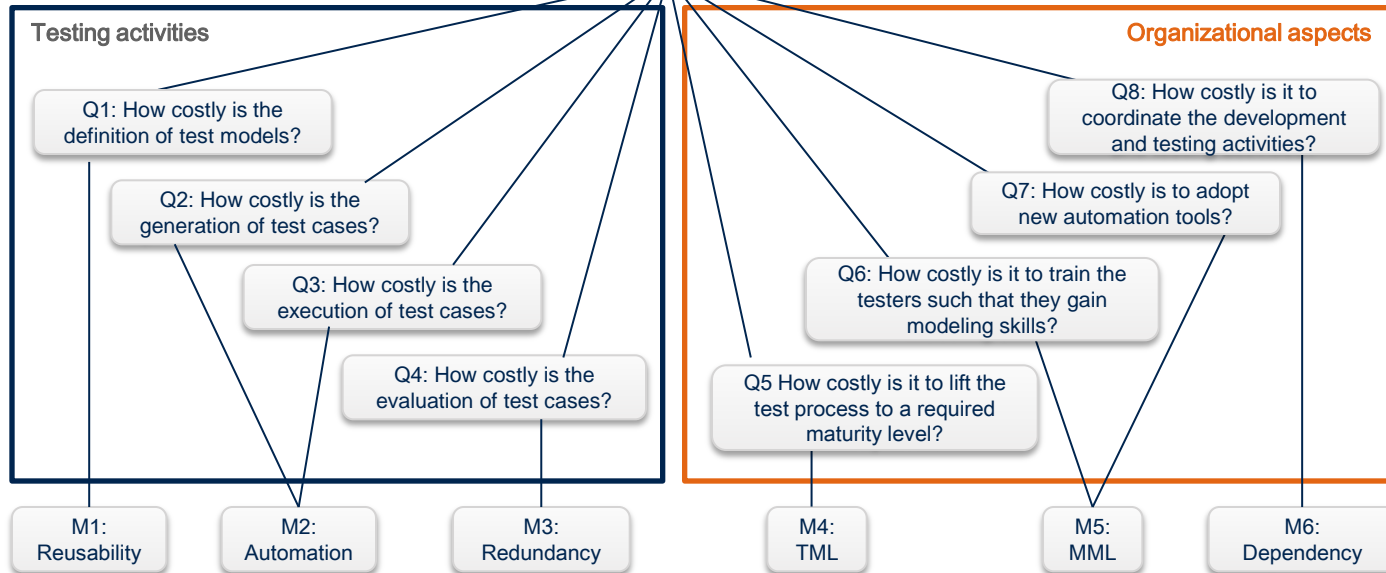 Testing activities
Organizational aspects
Q1: How costly is the
definition of test models?
Q2: How costly is the
generation of test cases?
Q3: How costly is the
execution of test cases?
Q4: How costly is the
evaluation of test cases?
Q8: How costly is it to
coordinate the development
and testing activities?
Q7: How costly is to adopt
new automation tools?
Q6: How costly is it to train the
testers such that they gain
modeling skills?
Q5 How costly is it to lift the
test process to a required
maturity level?
M1:
Reusability
M2:
Automation
M3:
Redundancy
M4:
TML
M5:
MML
M6:
Dependency